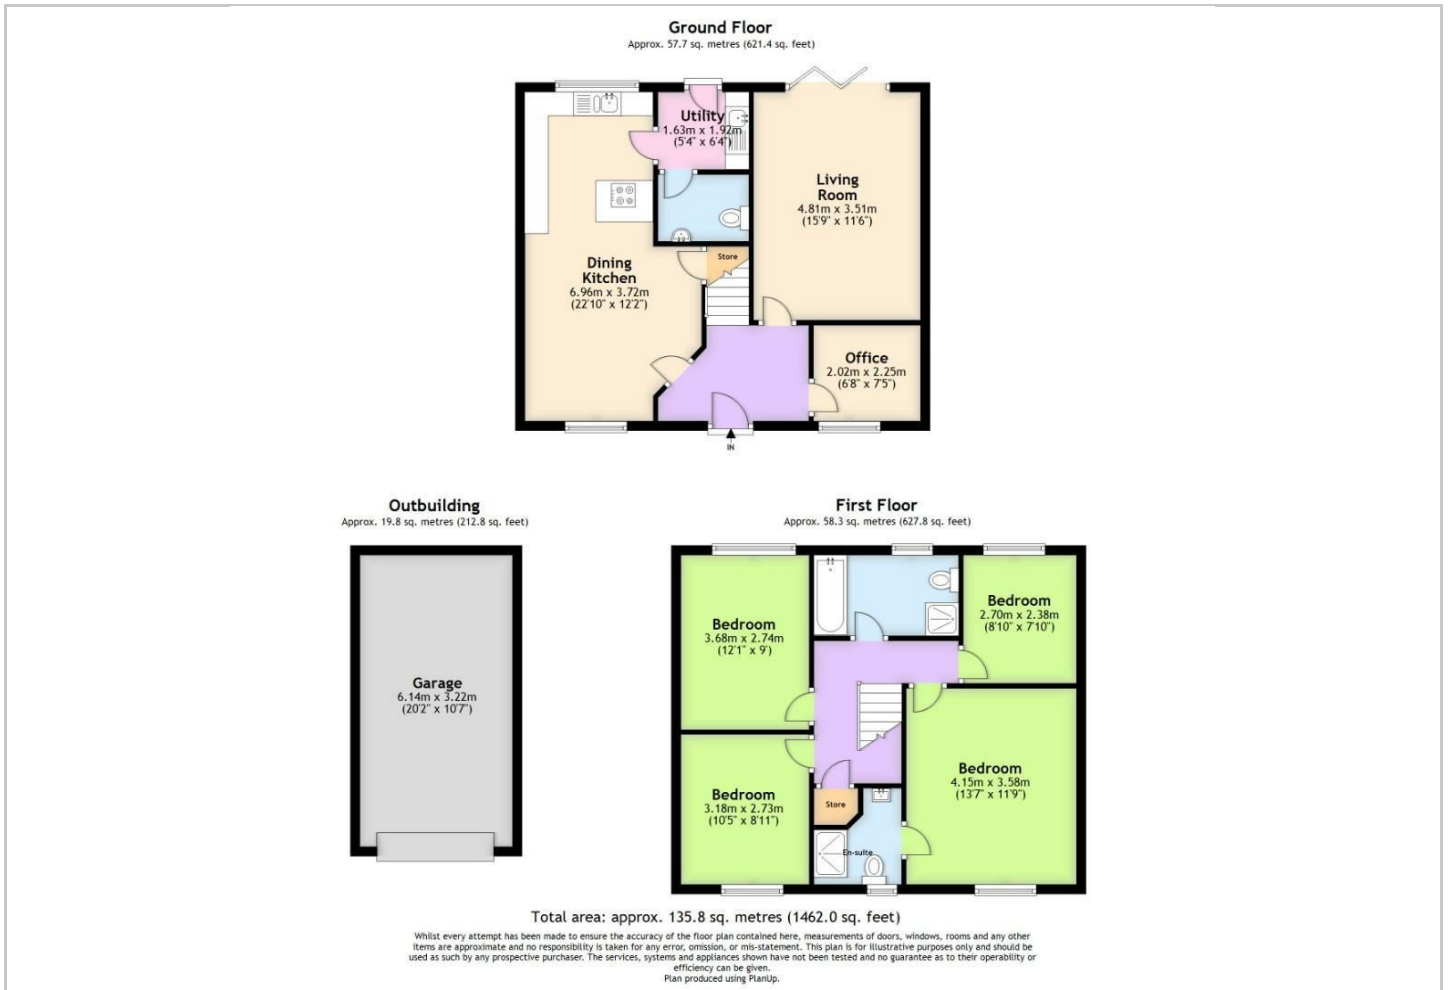 Ground Floor
Approx. 57.7 sq. metres (621.4 sq. feet)
Utility
1.63m x 1.92m
(5'4" x 6'4")
Living
Room
4.81m x 3.51m
(15'9" x 11'6")
Store
Dining
Kitchen
6.96m x 3.72m
(22'10" x 12'2")
Office
2.02m x 2.25m
(6'8" x 7'5")
IN
Outbuilding
Approx. 19.8 sq. metres (212.8 sq. feet)
Garage
6.14m x 3.22m
(20'2" x 10'7")
First Floor
Approx. 58.3 sq. metres (627.8 sq. feet)
Bedroom
3.68m x 2.74m
(12'1" x 9')
Bedroom
2.70m x 2.38m
(8'10" x 7'10")
Bedroom
3.18m x 2.73m
(10'5" x 8'11")
Bedroom
4.15m x 3.58m
(13'7" x 11'9")
Store
En-suite
Total area: approx. 135.8 sq. metres (1462.0 sq. feet)
Whilst every attempt has been made to ensure the accuracy of the floor plan contained here, measurements of doors, windows, rooms and any other
items are approximate and no responsibility is taken for any error, omission, or mis-statement. This plan is for illustrative purposes only and should be
used as such by any prospective purchaser. The services, systems and appliances shown have not been tested and no guarantee as to their operability or
efficiency can be given.
Plan produced using PlanUp.